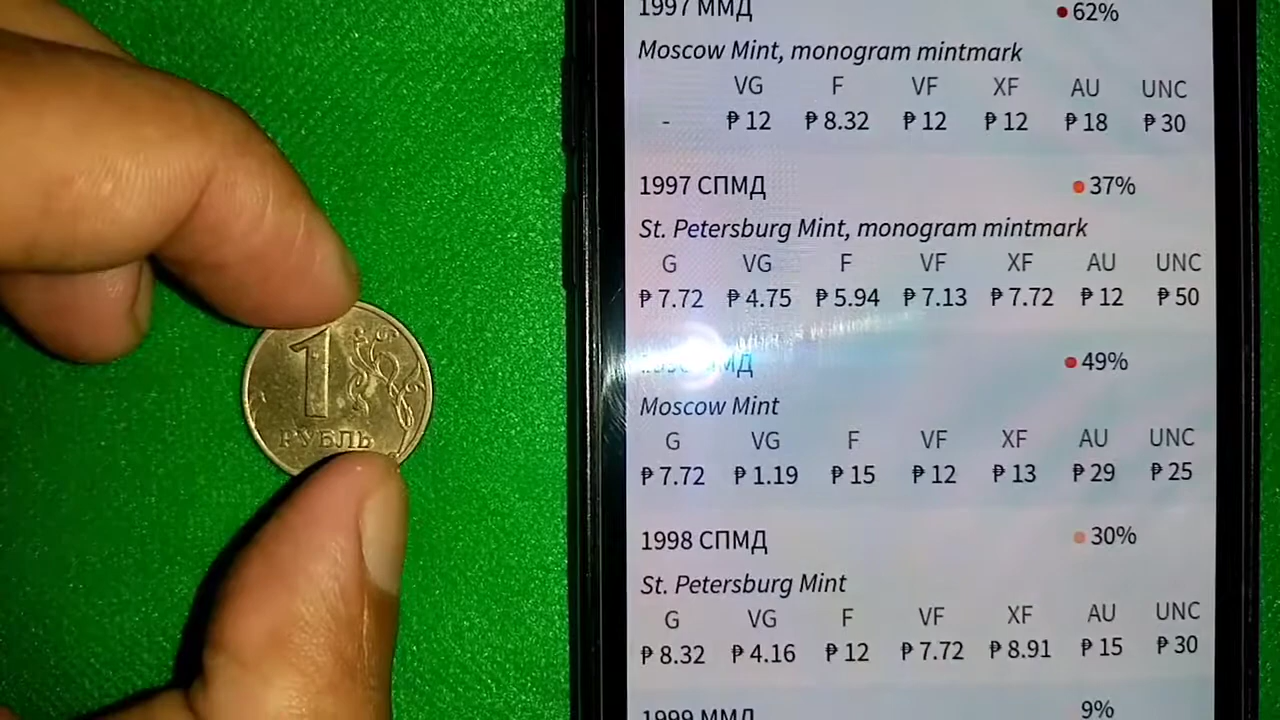 1
РУБЛЬ
1997 ММД 62%
Moscow Mint, monogram mintmark
VG F VF XF AU UNC
- ₱ 12 ₱ 8.32 ₱ 12 ₱ 12 ₱ 18 ₱ 30
1997 СПМД 37%
St. Petersburg Mint, monogram mintmark
G VG F VF XF AU UNC
₱ 7.72 ₱ 4.75 ₱ 5.94 ₱ 7.13 ₱ 7.72 ₱ 12 ₱ 50
49%
Moscow Mint
G VG F VF XF AU UNC
₱ 7.72 ₱ 1.19 ₱ 15 ₱ 12 ₱ 13 ₱ 29 ₱ 25
1998 СПМД 30%
St. Petersburg Mint
G VG F VF XF AU UNC
₱ 8.32 ₱ 4.16 ₱ 12 ₱ 7.72 ₱ 8.91 ₱ 15 ₱ 30
1999 ММД 9%